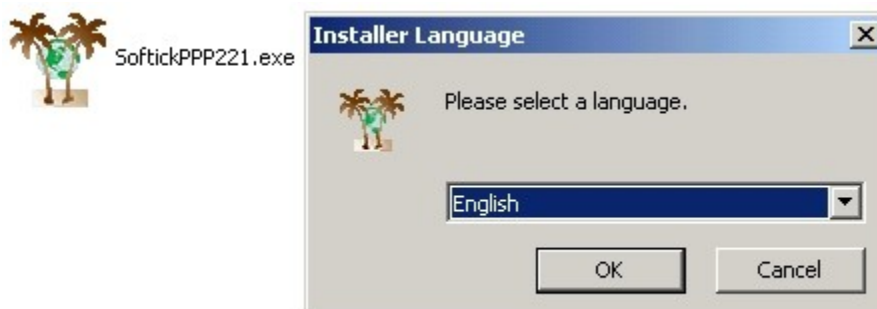 SoftickPPP221.exe
Installer Language
Please select a language.
English
OK
Cancel